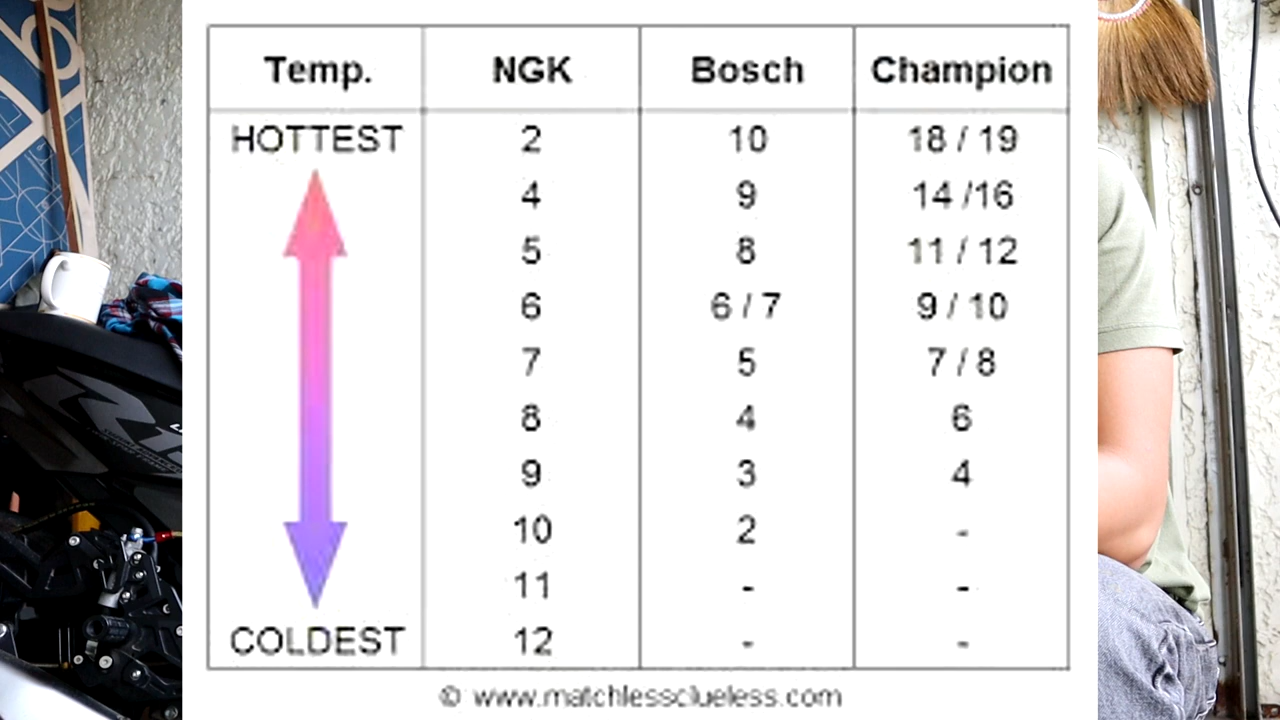 Temp. NGK Bosch Champion
HOTTEST 2 10 18 / 19
4 9 14 /16
5 8 11 / 12
6 6 / 7 9 / 10
7 5 7 / 8
8 4 6
9 3 4
10 2 -
11 - -
COLDEST 12 - -
© www.matchlessclueless.com